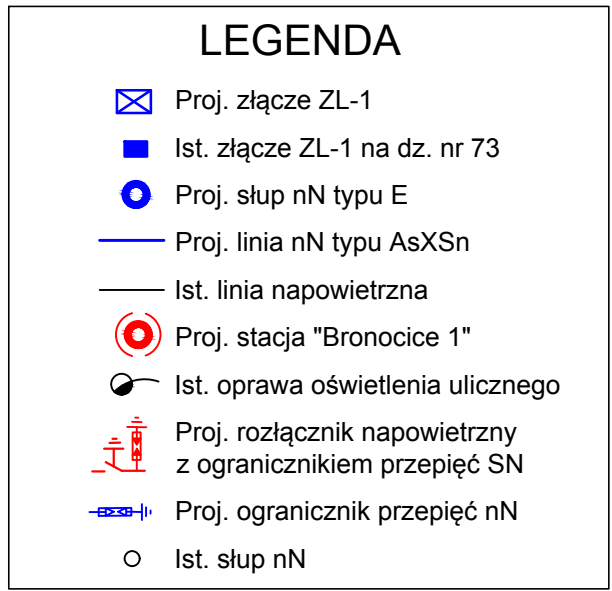 LEGENDA
Proj. złącze ZL-1
Ist. złącze ZL-1 na dz. nr 73
Proj. słup nN typu E
Proj. linia nN typu AsXSn
Ist. linia napowietrzna
Proj. stacja "Bronocice 1"
Ist. oprawa oświetlenia ulicznego
Proj. rozłącznik napowietrzny
z ogranicznikiem przepięć SN
Proj. ogranicznik przepięć nN
Ist. słup nN